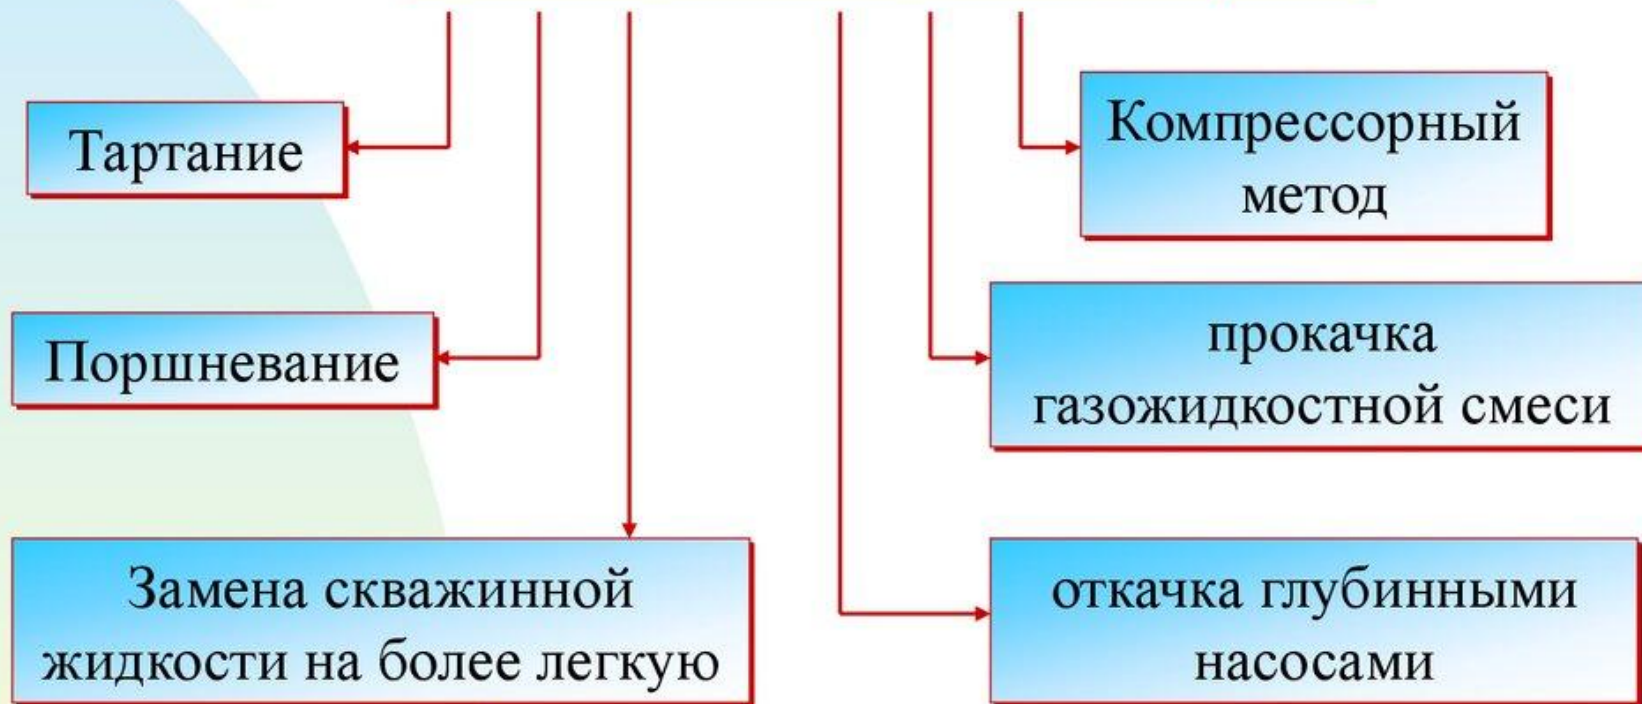 Тартание
Компрессорный
метод
Поршневание
прокачка
газожидкостной смеси
Замена скважинной
жидкости на более легкую
откачка глубинными
насосами